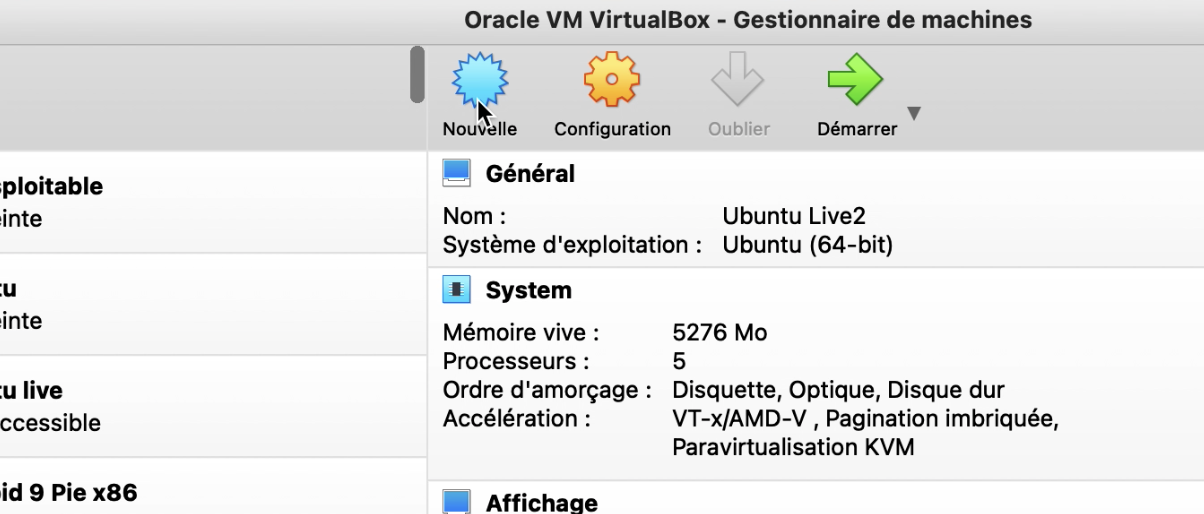 Oracle VM VirtualBox - Gestionnaire de machines
Nouvelle Configuration Oublier Démarrer
ploitable
einte
tu
einte
tu live
ccessible
id 9 Pie x86
Général
Nom : Ubuntu Live2
Système d'exploitation : Ubuntu (64-bit)
System
Mémoire vive : 5276 Mo
Processeurs : 5
Ordre d'amorçage : Disquette, Optique, Disque dur
Accélération : VT-x/AMD-V , Pagination imbriquée,
Paravirtualisation KVM
Affichage